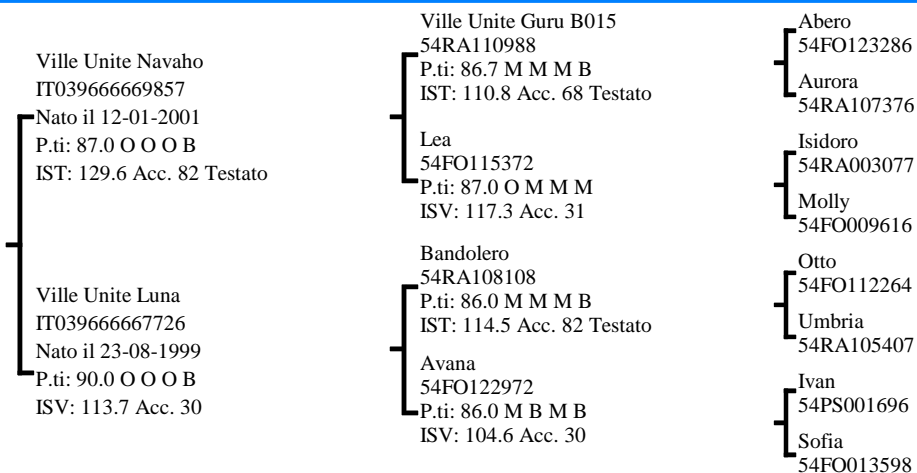 Ville Unite Navaho
IT039666669857
Nato il 12-01-2001
P.ti: 87.0 O O O B
IST: 129.6 Acc. 82 Testato
Ville Unite Luna
IT039666667726
Nato il 23-08-1999
P.ti: 90.0 O O O B
ISV: 113.7 Acc. 30
Ville Unite Guru B015
54RA110988
P.ti: 86.7 M M M B
IST: 110.8 Acc. 68 Testato
Lea
54FO115372
P.ti: 87.0 O M M M
ISV: 117.3 Acc. 31
Bandolero
54RA108108
P.ti: 86.0 M M M B
IST: 114.5 Acc. 82 Testato
Avana
54FO122972
P.ti: 86.0 M B M B
ISV: 104.6 Acc. 30
Abero
54FO123286
Aurora
54RA107376
Isidoro
54RA003077
Molly
54FO009616
Otto
54FO112264
Umbria
54RA105407
Ivan
54PS001696
Sofia
54FO013598